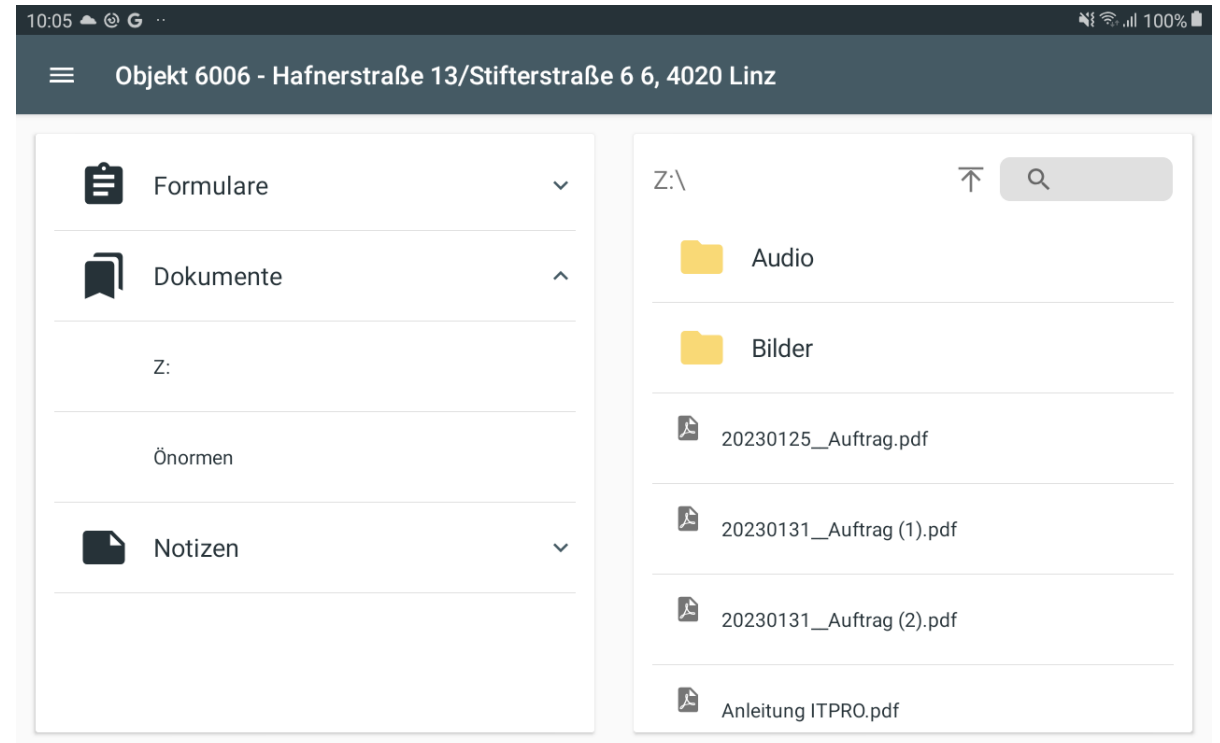 10:05 G
100%
Objekt 6006 - Hafnerstraße 13/Stifterstraße 6 6, 4020 Linz
Formulare
Dokumente
Z:
Önormen
Notizen
Z:\
Audio
Bilder
20230125__Auftrag.pdf
20230131__Auftrag (1).pdf
20230131__Auftrag (2).pdf
Anleitung ITPRO.pdf